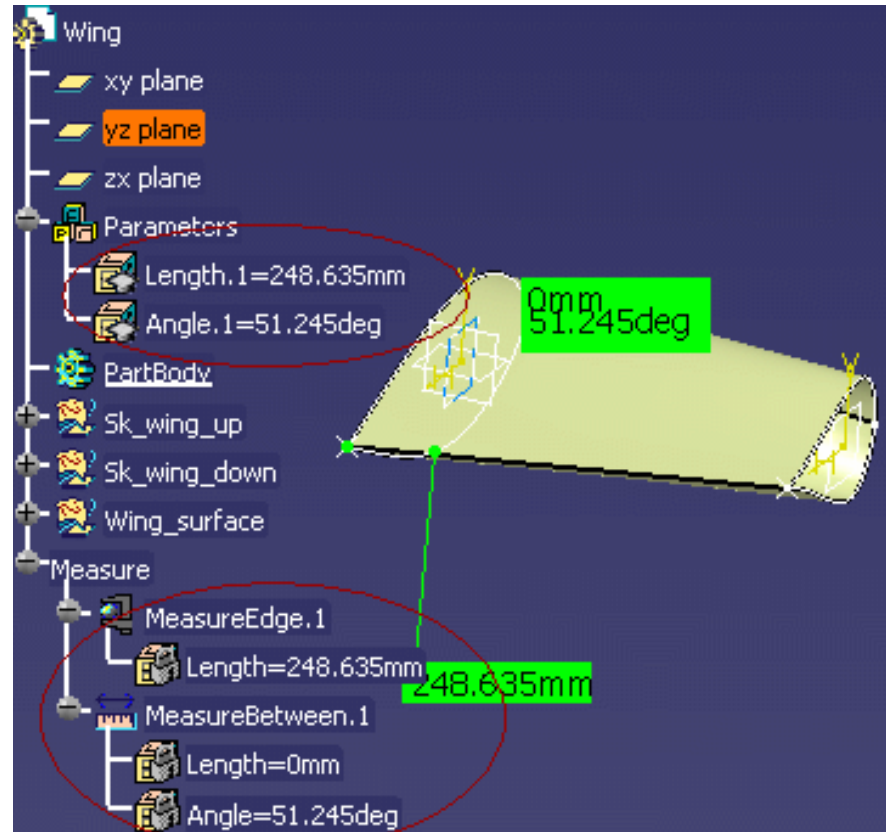 Wing
xy plane
yz plane
zx plane
Parameters
Length.1=248.635mm
Angle.1=51.245deg
PartBody
Sk_wing_up
Sk_wing_down
Wing_surface
Measure
MeasureEdge.1
Length=248.635mm
MeasureBetween.1
Length=0mm
Angle=51.245deg
0mm
51.245deg
248.635mm
V
H
V
H